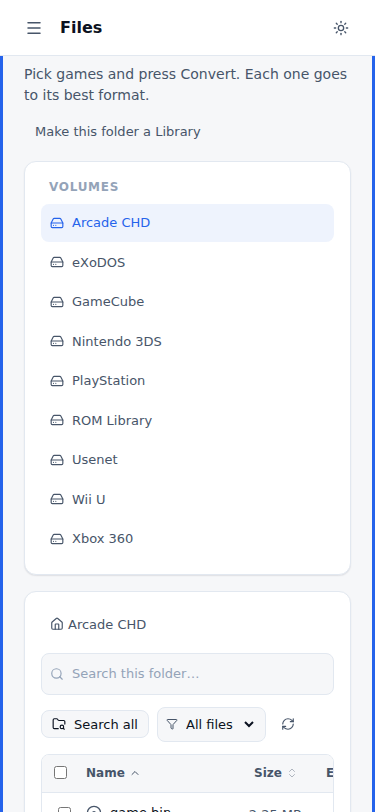 Files
Pick games and press Convert. Each one goes
to its best format.
Make this folder a Library
VOLUMES
Arcade CHD
eXoDOS
GameCube
Nintendo 3DS
PlayStation
ROM Library
Usenet
Wii U
Xbox 360
Arcade CHD
Search this folder...
Search all
All files
Name
Size